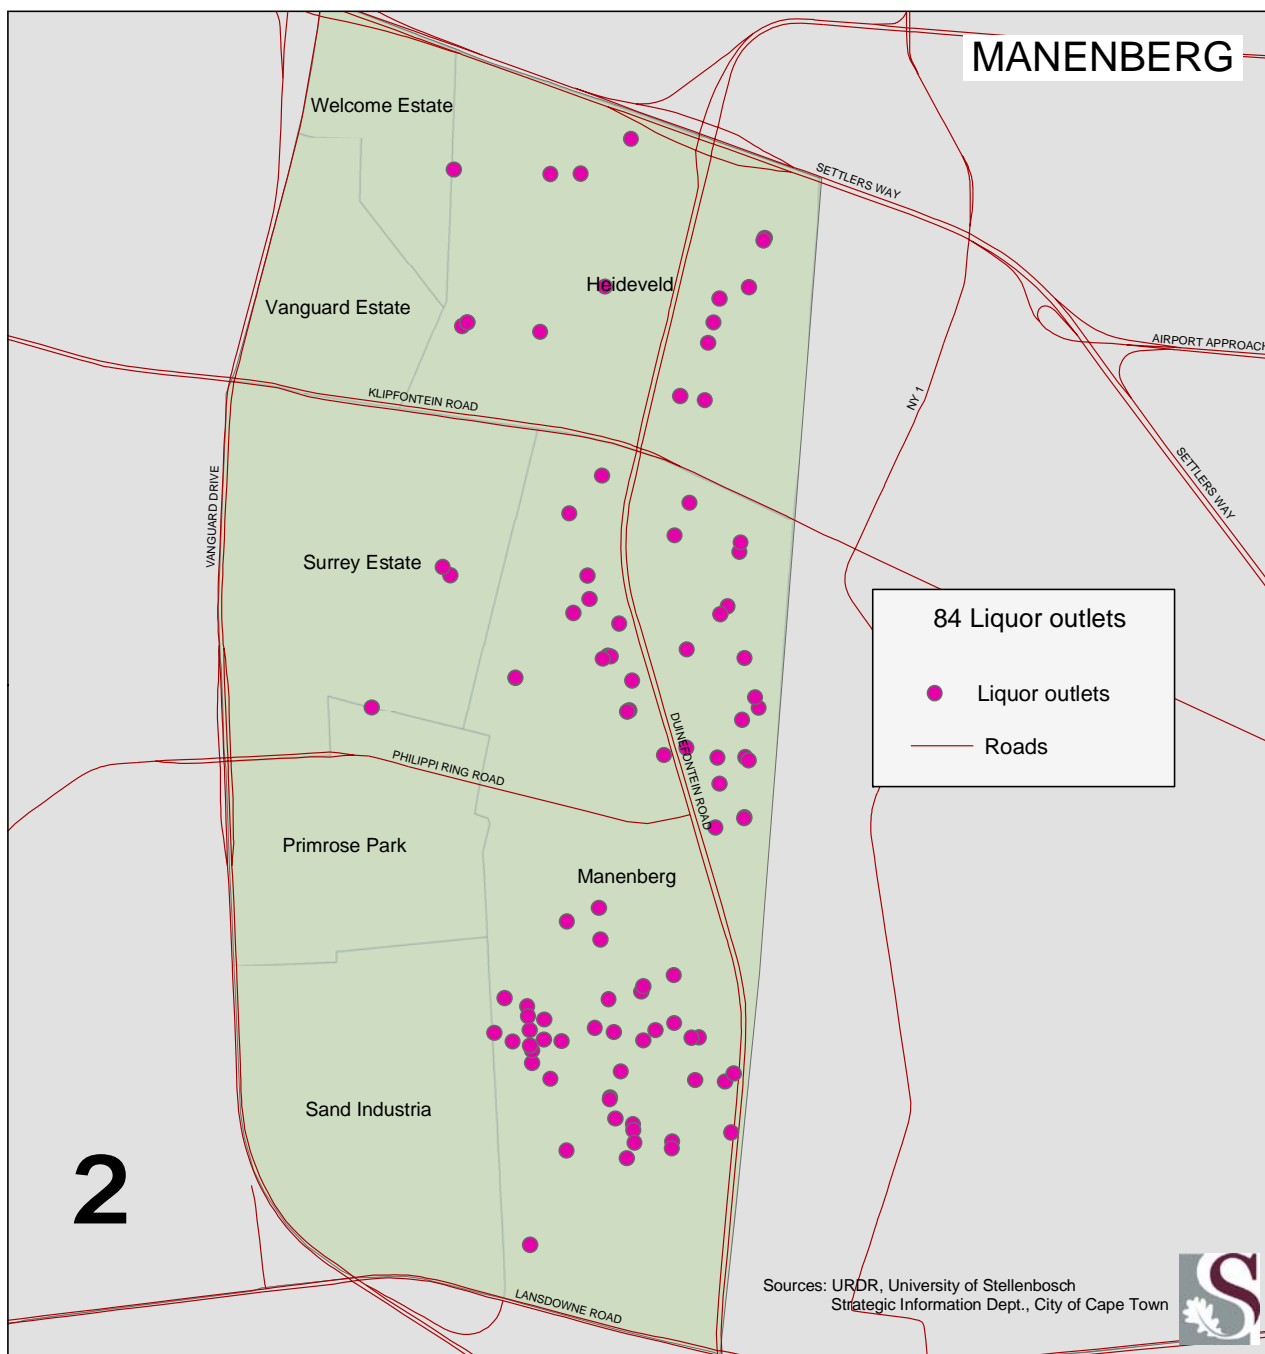 MANENBERG
Welcome Estate
SETTLERS WAY
Heideveld
Vanguard Estate
AIRPORT APPROACH
KLIPFONTEIN ROAD
NY 1
SETTLERS WAY
VANGUARD DRIVE
Surrey Estate
84 Liquor outlets
Liquor outlets
Roads
DUINEFONTEIN ROAD
PHILIPPI RING ROAD
Primrose Park
Manenberg
Sand Industria
2
LANSDOWNE ROAD
Sources: URDR, University of Stellenbosch
Strategic Information Dept., City of Cape Town
S